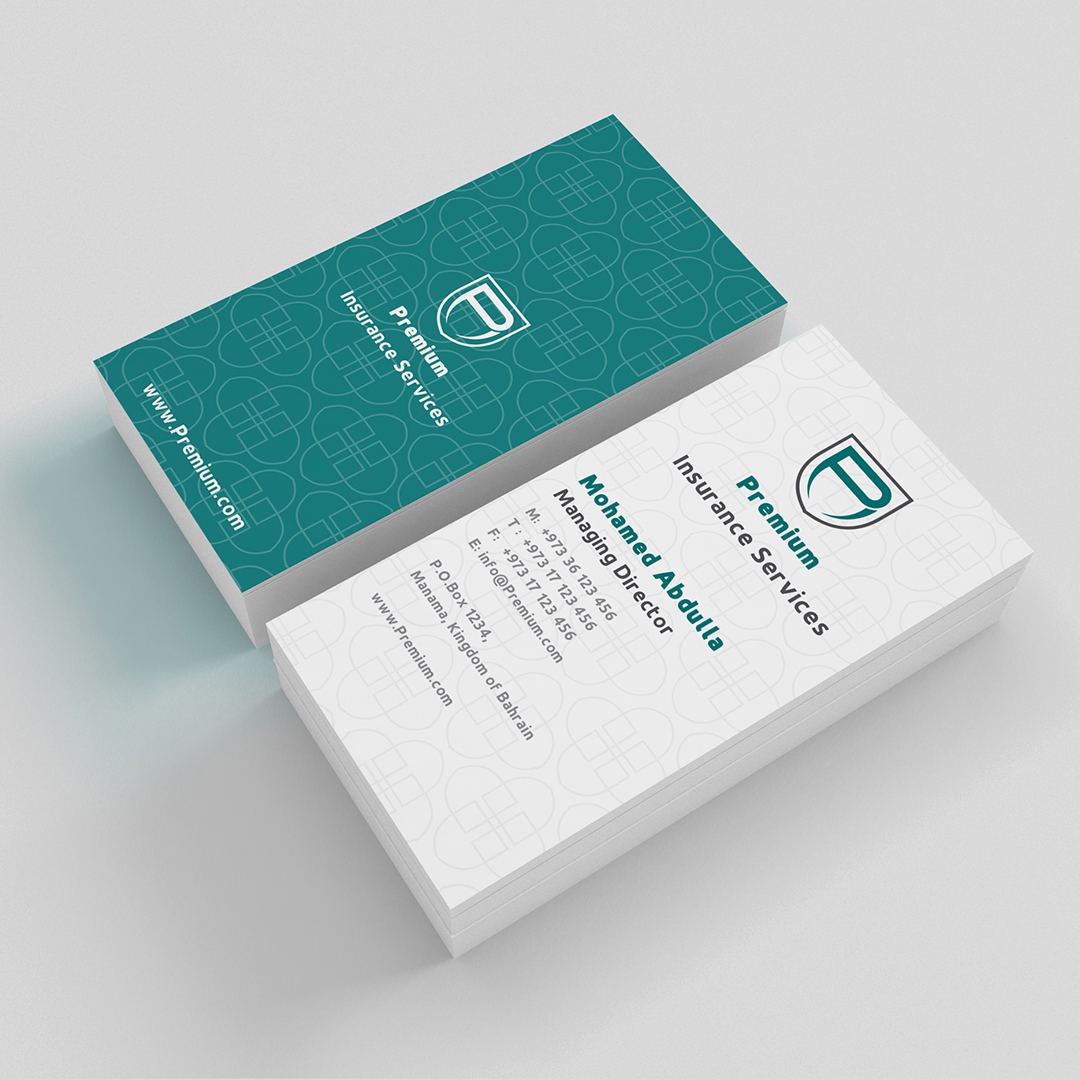 Premium
Insurance Services
www.Premium.com
Premium
Insurance Services
Mohamed Abdulla
Managing Director
M: +973 36 123 456
T : +973 17 123 456
F: +973 17 123 456
E: info@Premium.com
P.O.Box 1234,
Manama, Kingdom of Bahrain
www.Premium.com